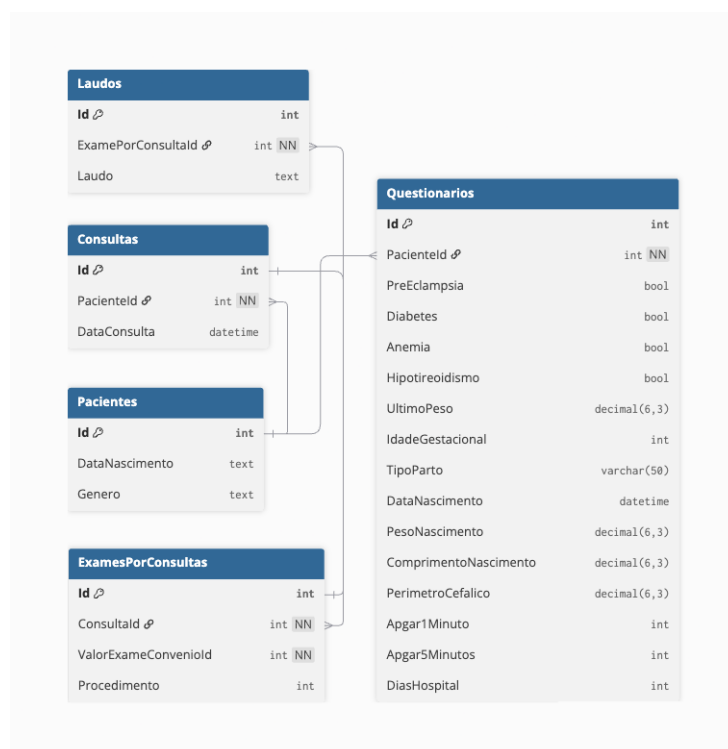 Laudos
Id int
ExamePorConsultaId int NN
Laudo text
Consultas
Id int
PacienteId int NN
DataConsulta datetime
Pacientes
Id int
DataNascimento text
Genero text
ExamesPorConsultas
Id int
ConsultaId int NN
ValorExameConvenioId int NN
Procedimento int
Questionarios
Id int
PacienteId int NN
PreEclampsia bool
Diabetes bool
Anemia bool
Hipotireoidismo bool
UltimoPeso decimal(6,3)
IdadeGestacional int
TipoParto varchar(50)
DataNascimento datetime
PesoNascimento decimal(6,3)
ComprimentoNascimento decimal(6,3)
PerimetroCefalico decimal(6,3)
Apgar1Minuto int
Apgar5Minutos int
DiasHospital int